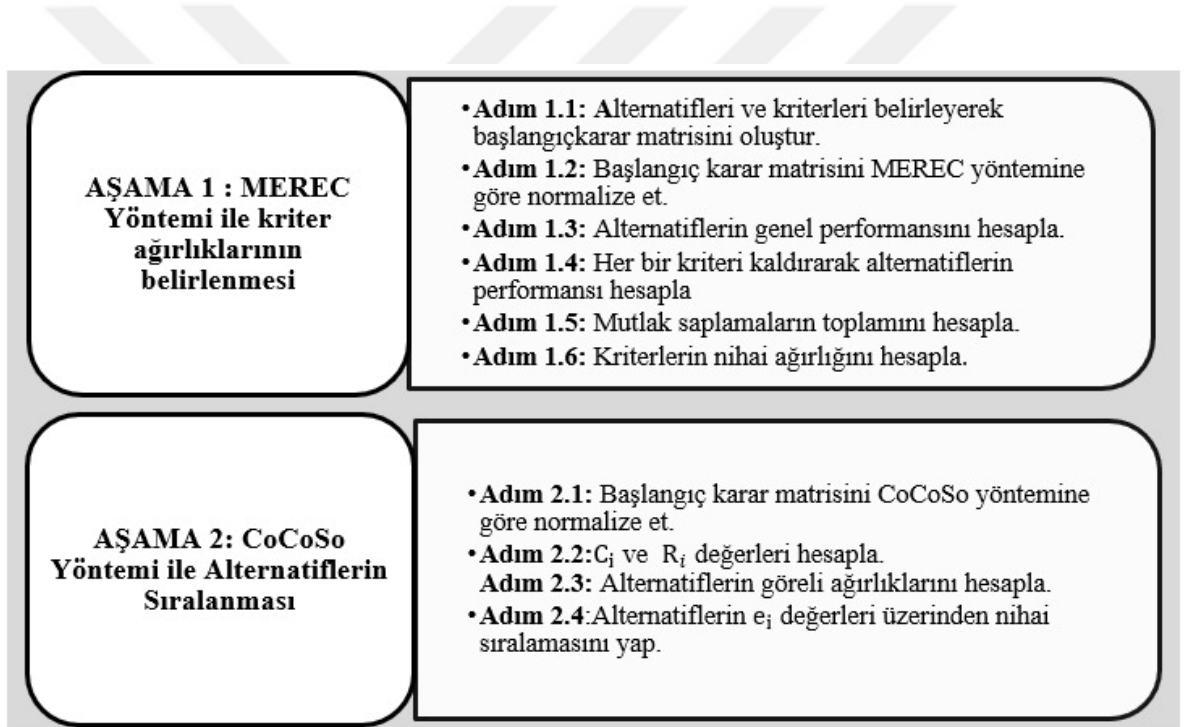 AŞAMA 1 : MEREC
Yöntemi ile kriter
ağırlıklarının
belirlenmesi
•Adım 1.1: Alternatifleri ve kriterleri belirleyerek
başlangıçkarar matrisini oluştur.
•Adım 1.2: Başlangıç karar matrisini MEREC yöntemine
göre normalize et.
•Adım 1.3: Alternatiflerin genel performansını hesapla.
•Adım 1.4: Her bir kriteri kaldırarak alternatiflerin
performansı hesapla
•Adım 1.5: Mutlak saplamaların toplamını hesapla.
•Adım 1.6: Kriterlerin nihai ağırlığını hesapla.
AŞAMA 2: CoCoSo
Yöntemi ile Alternatiflerin
Sıralanması
•Adım 2.1: Başlangıç karar matrisini CoCoSo yöntemine
göre normalize et.
•Adım 2.2:Cᵢ ve Rᵢ değerleri hesapla.
Adım 2.3: Alternatiflerin göreli ağırlıklarını hesapla.
•Adım 2.4:Alternatiflerin eᵢ değerleri üzerinden nihai
sıralamasını yap.